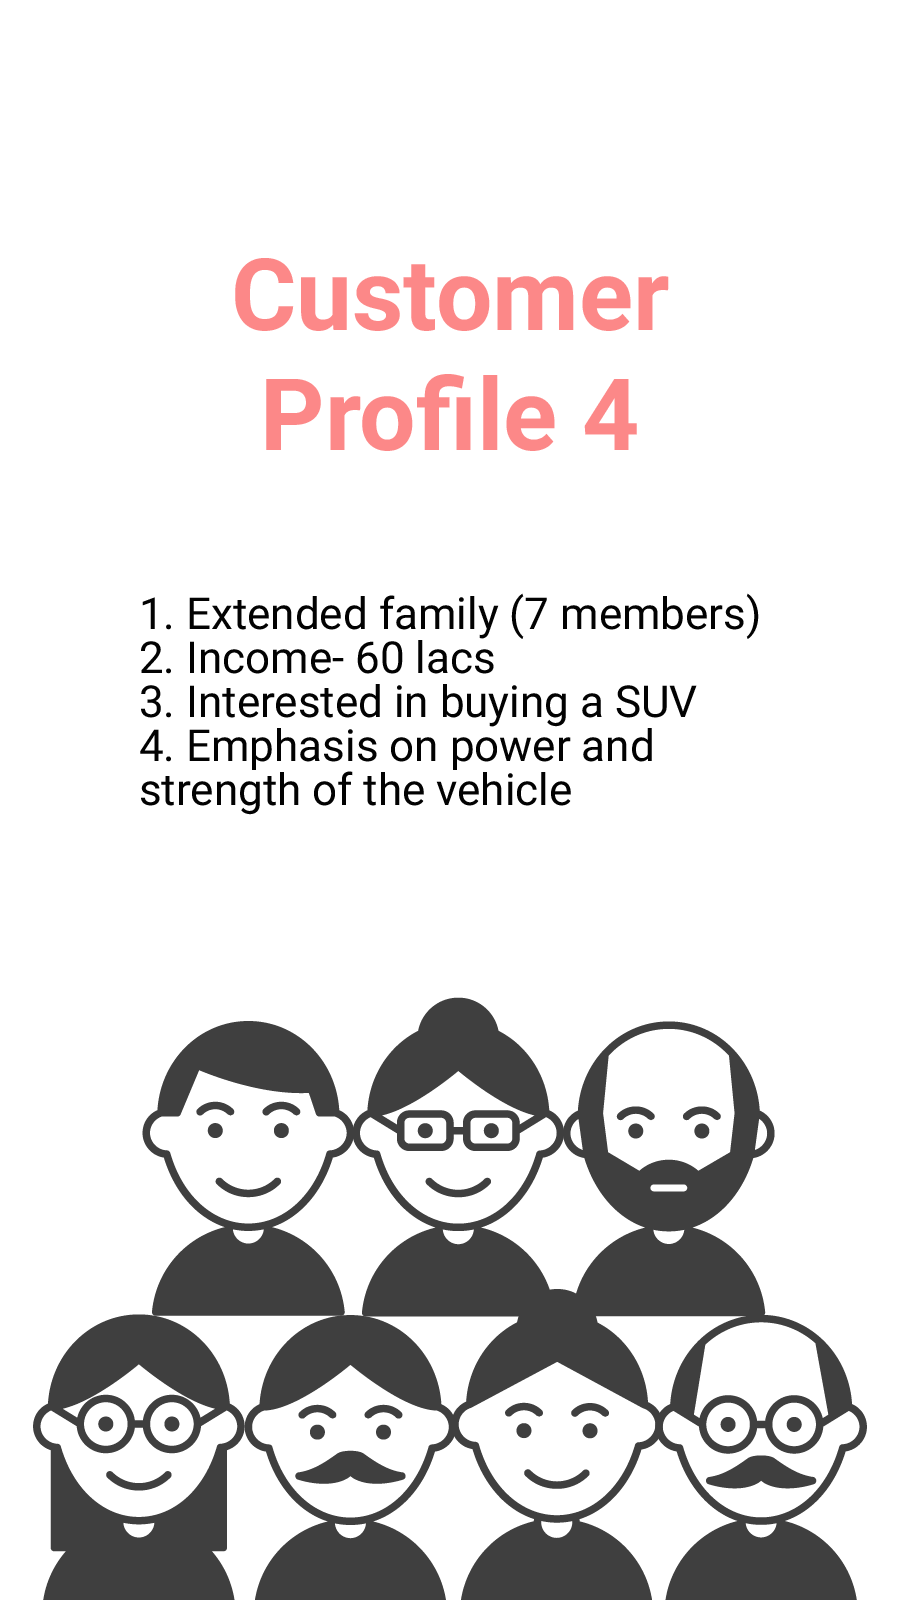 Customer
Profile 4
1. Extended family (7 members)
2. Income- 60 lacs
3. Interested in buying a SUV
4. Emphasis on power and
strength of the vehicle